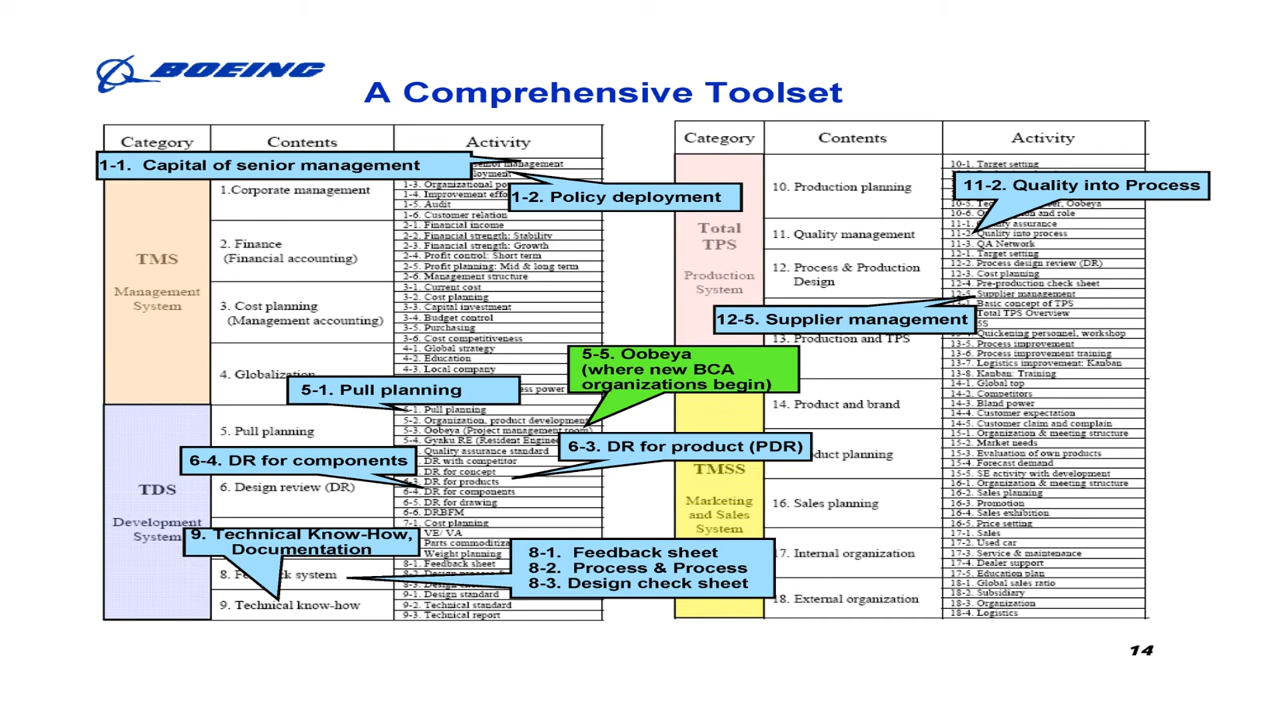 BOEING
A Comprehensive Toolset
Category Contents Activity
1-1. Capital of senior management
senior management
1-2. Policy deployment
TMS
Management
System
1.Corporate management
1-4. Improvement
1-5. Audit
1-6. Customer relation
2. Finance
(Financial accounting)
2-1. Financial income
2-2. Financial strength: Stability
2-3. Financial strength: Growth
2-4. Profit control: Short term
2-5. Profit planning: Mid & long term
2-6. Management structure
3. Cost planning
(Management accounting)
3-1. Current cost
3-2. Cost planning
3-3. Capital investment
3-4. Budget control
3-5. Purchasing
3-6. Cost competitiveness
4. Globalization
4-1. Global strategy
4-2. Education
4-3. Local company
power
5-1. Pull planning
5-5. Oobeya
(where new BCA
organizations begin)
TDS
Development
System
5. Pull planning
5-1. Pull planning
5-2. Organization, product development
5-3. Oobeya (Project management room)
5-4. Gyaku RE (Resident
Quality assurance standard
6-4. DR for components
6-3. DR for product (PDR)
6. Design review (DR)
DR with competitor
DR for concept
6-3. DR for products
6-4. DR for components
6-5. DR for drawing
6-6. DRBFM
9. Technical Know-How,
Documentation
7-1. Cost planning
VE/ VA
Parts
Weight planning
8-1. Feedback sheet
8-2. Process & Process
8-3. Design check sheet
8. system
8-1. Feedback sheet
9. Technical know-how
9-1. Design standard
9-2. Technical standard
9-3. Technical report
Category Contents Activity
Total
TPS
Production
System
10. Production planning
10-1. Target setting
11-2. Quality into Process
Oobeya
and role
11. Quality management
assurance
11-2. Quality into process
11-3. QA Network
12. Process & Production
Design
12-1. Target setting
12-2. Process design review (DR)
12-3. Cost planning
12-4. Pre-production check sheet
12-5. Supplier management
12-5. Supplier management
13. Production and TPS
Basic concept of TPS
Total TPS Overview
5S
Quickening personnel, workshop
13-5. Process improvement
13-6. Process improvement training
13-7. Logistics improvement: Kanban
13-8. Kanban: Training
TMSS
Marketing
and Sales
System
14. Product and brand
14-1. Global top
14-2. Competitors
14-3. Bland power
14-4. Customer expectation
14-5. Customer claim and complain
planning
15-1. Organization & meeting structure
15-2. Market needs
15-3. Evaluation of own products
15-4. Forecast demand
15-5. SE activity with development
16. Sales planning
16-1. Organization & meeting structure
16-2. Sales planning
16-3. Promotion
16-4. Sales exhibition
16-5. Price setting
17. Internal organization
17-1. Sales
17-2. Used car
17-3. Service & maintenance
17-4. Dealer support
17-5. Education plan
18. External organization
18-1. Global sales ratio
18-2. Subsidiary
18-3. Organization
18-4. Logistics
14